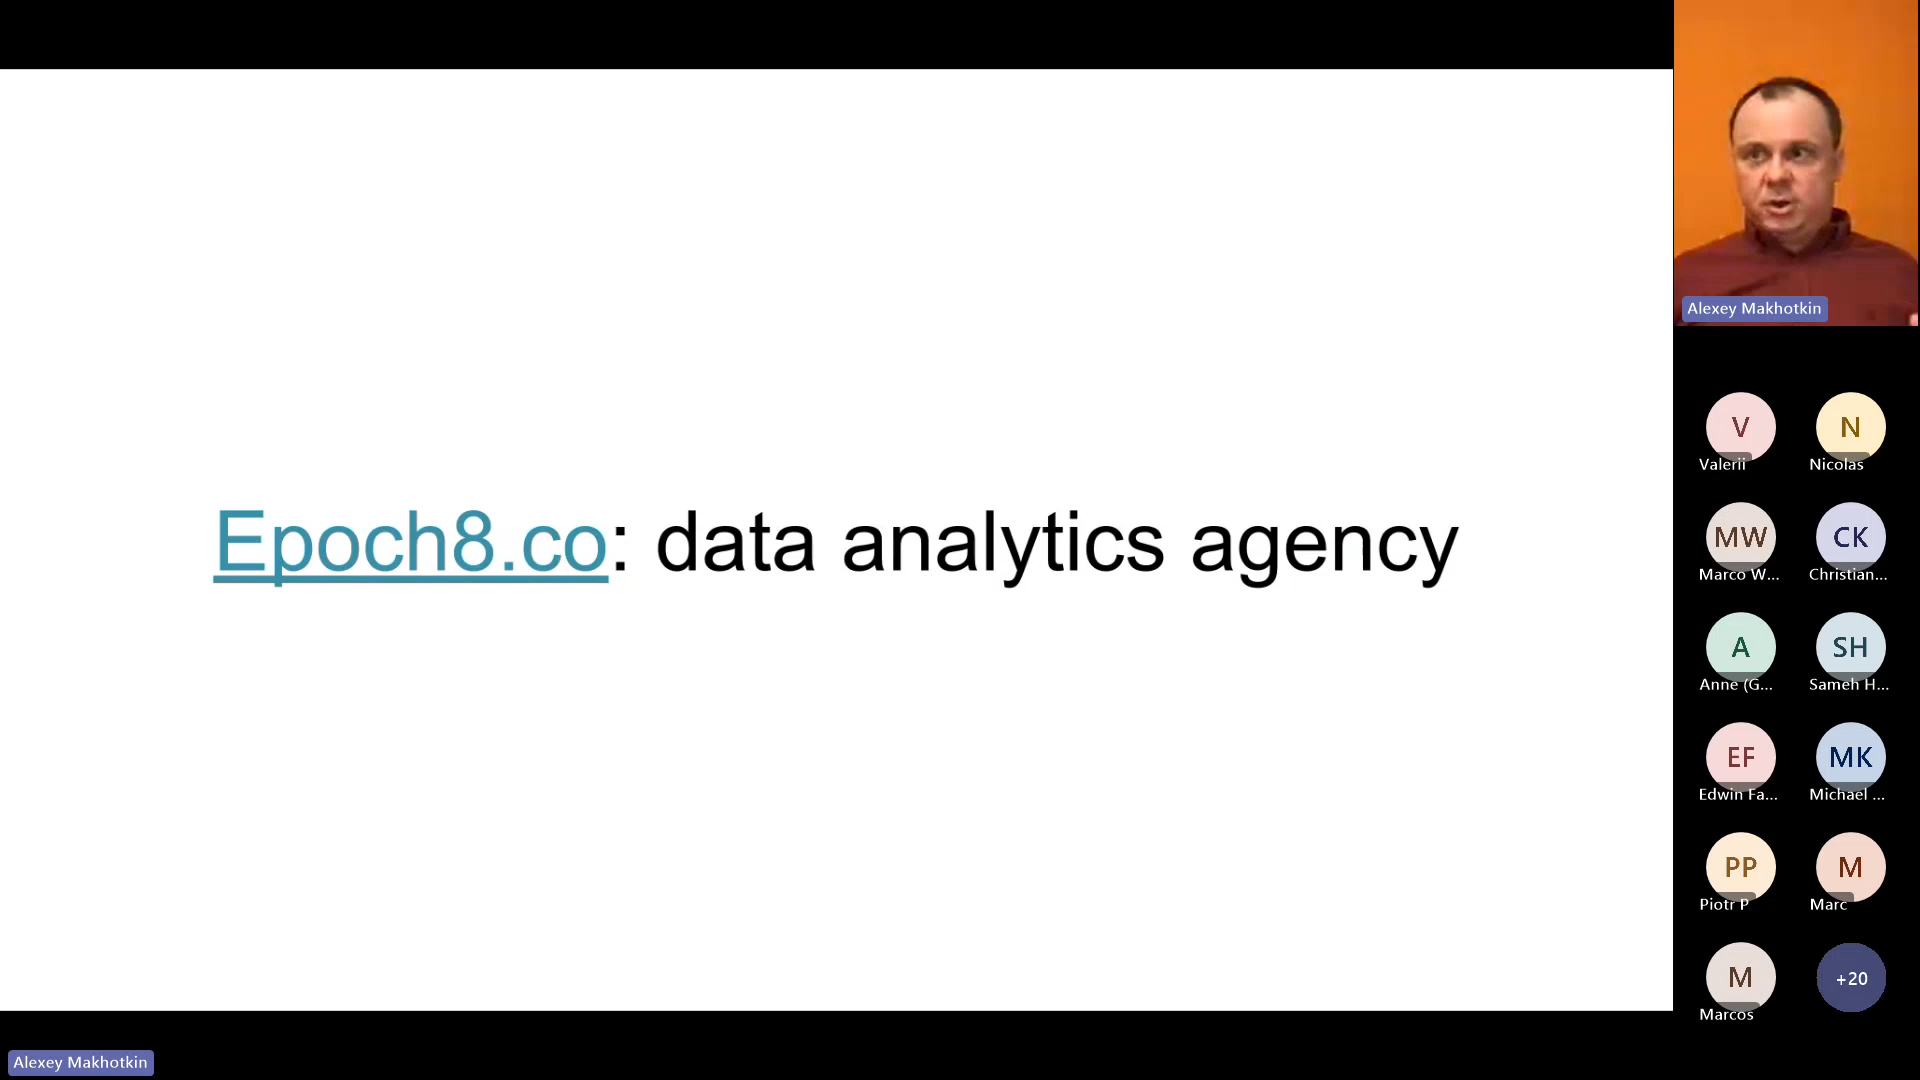 Epoch8.co: data analytics agency
Alexey Makhotkin
V
Valerii
N
Nicolas
MW
Marco W...
CK
Christian...
A
Anne (G...
SH
Sameh H...
EF
Edwin Fa...
MK
Michael ...
PP
Piotr P
M
Marc
M
Marcos
+20
Alexey Makhotkin